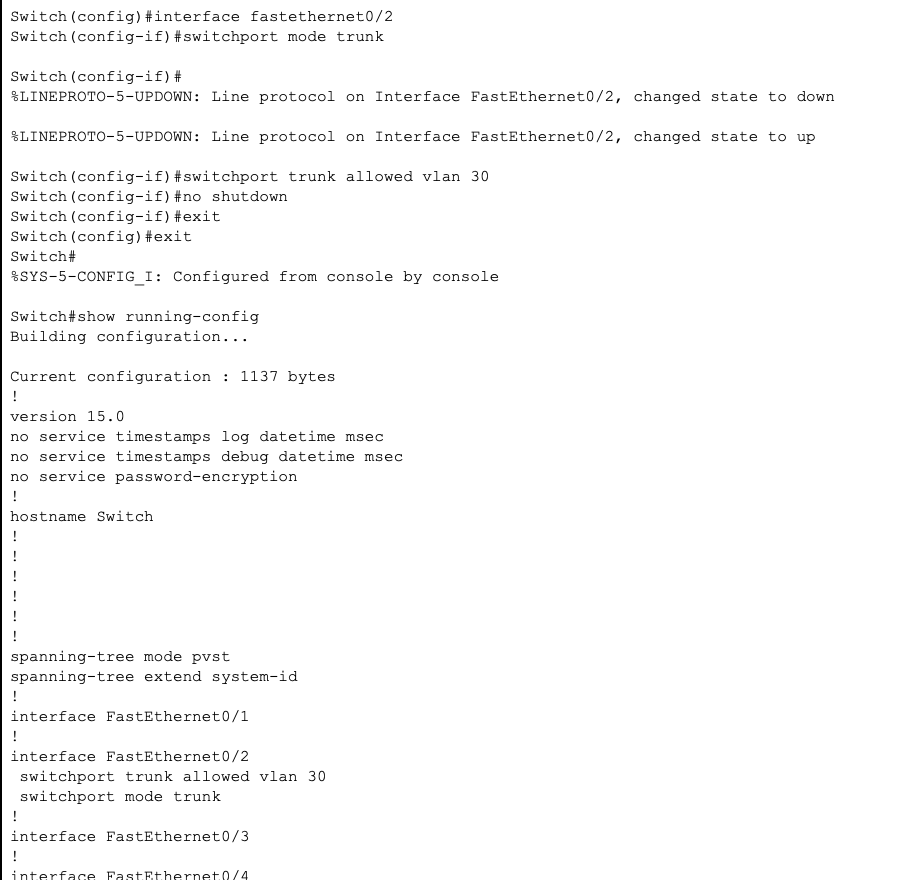 Switch(config)#interface fastethernet0/2
Switch(config-if)#switchport mode trunk
Switch(config-if)#
%LINEPROTO-5-UPDOWN: Line protocol on Interface FastEthernet0/2, changed state to down
%LINEPROTO-5-UPDOWN: Line protocol on Interface FastEthernet0/2, changed state to up
Switch(config-if)#switchport trunk allowed vlan 30
Switch(config-if)#no shutdown
Switch(config-if)#exit
Switch(config)#exit
Switch#
%SYS-5-CONFIG_I: Configured from console by console
Switch#show running-config
Building configuration...
Current configuration : 1137 bytes
!
version 15.0
no service timestamps log datetime msec
no service timestamps debug datetime msec
no service password-encryption
!
hostname Switch
!
!
!
!
!
!
spanning-tree mode pvst
spanning-tree extend system-id
!
interface FastEthernet0/1
!
interface FastEthernet0/2
 switchport trunk allowed vlan 30
 switchport mode trunk
!
interface FastEthernet0/3
!
interface FastEthernet0/4